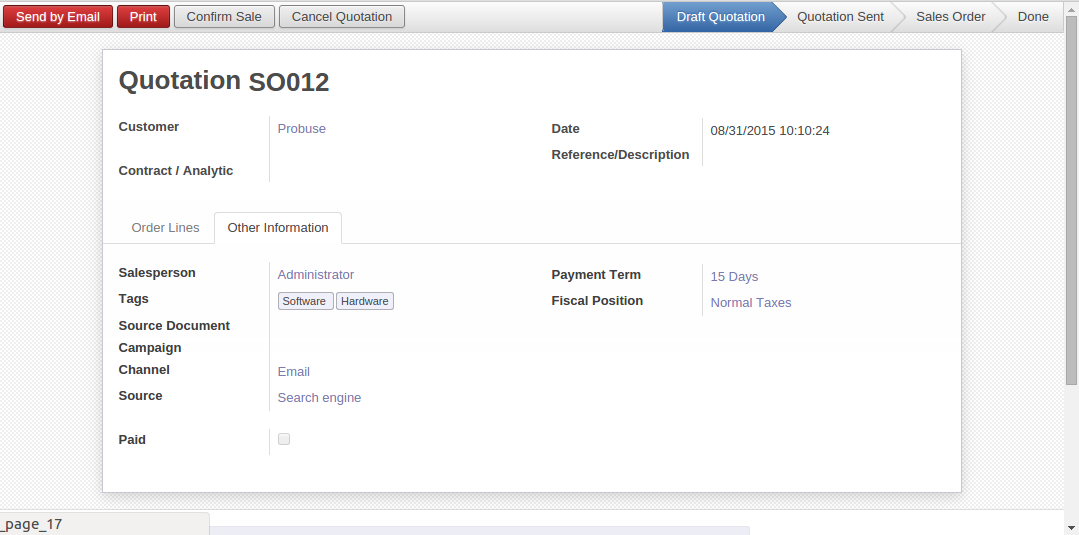 Send by Email Print Confirm Sale Cancel Quotation Draft Quotation Quotation Sent Sales Order Done
Quotation SO012
Customer Probuse Date 08/31/2015 10:10:24
Reference/Description
Contract / Analytic
Order Lines Other Information
Salesperson Administrator Payment Term 15 Days
Tags Software Hardware Fiscal Position Normal Taxes
Source Document
Campaign
Channel Email
Source Search engine
Paid
_page_17